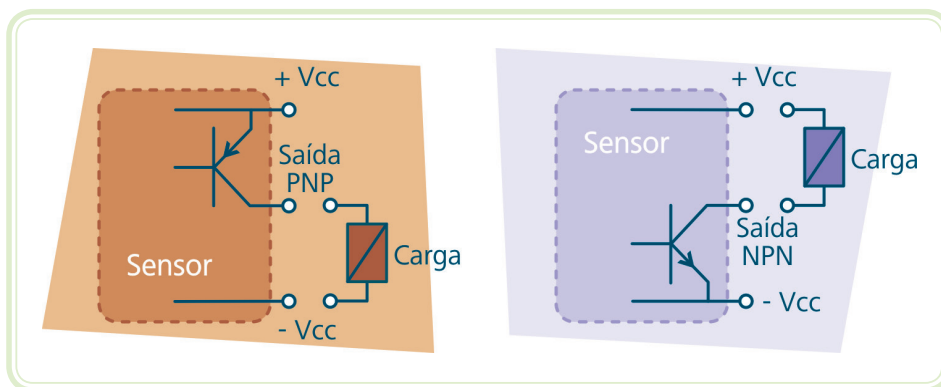 + Vcc
Saída
PNP
Sensor
Carga
- Vcc
+ Vcc
Sensor
Carga
Saída
NPN
- Vcc